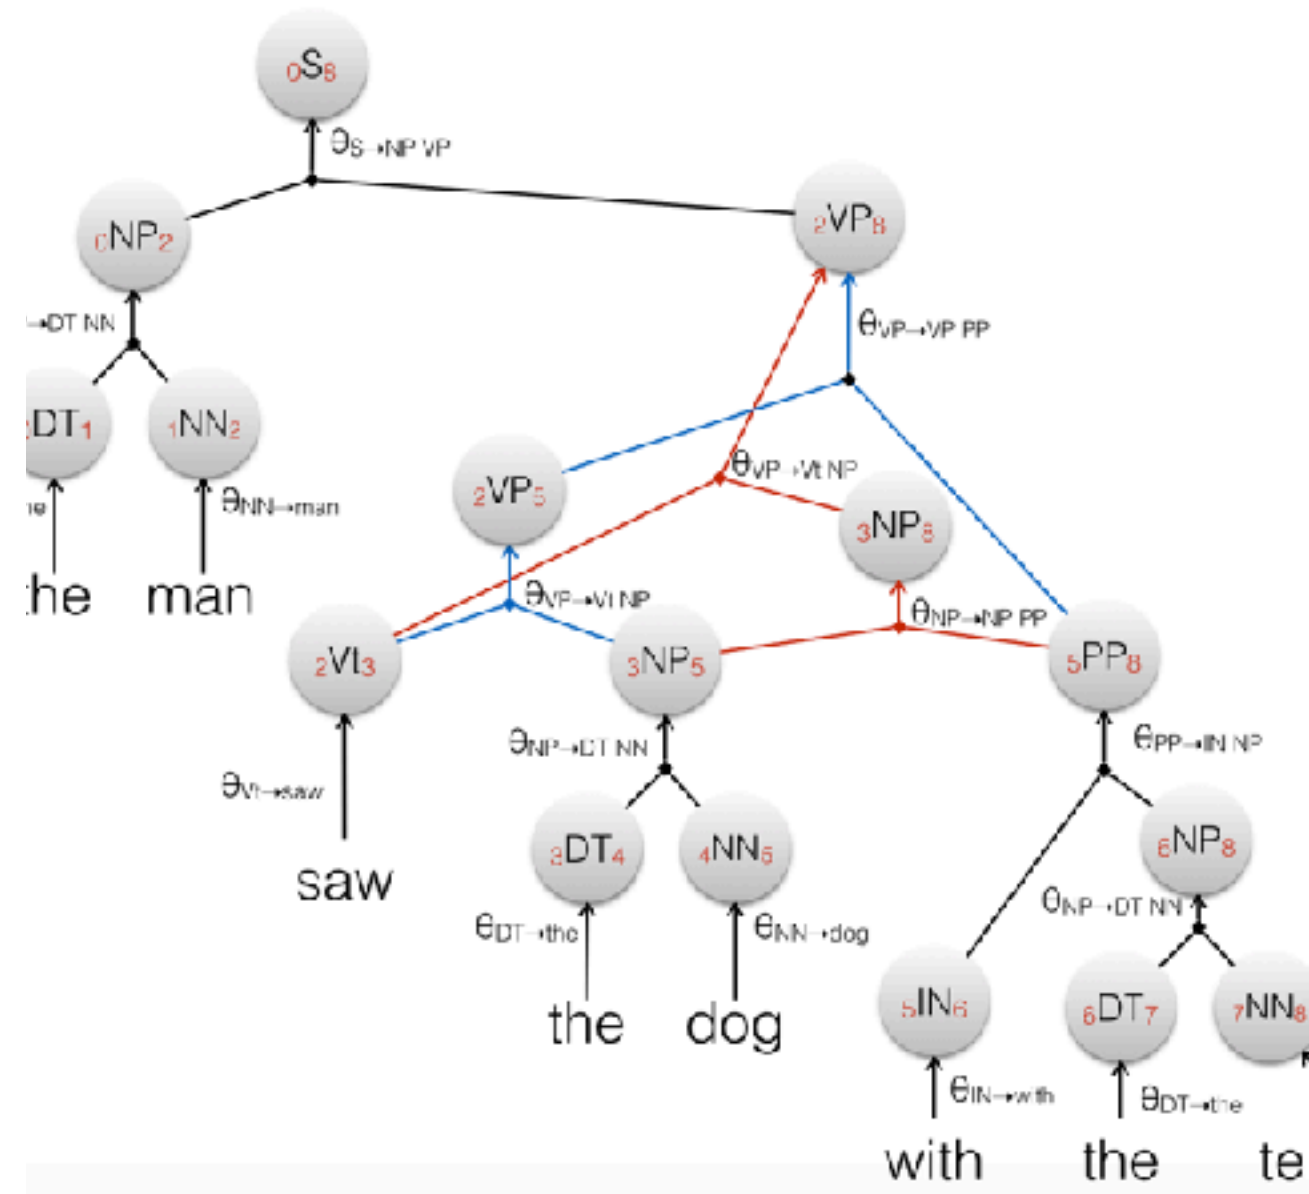 0S8
θS→NP VP
0NP2
2VP8
→DT NN
θVP→VP PP
DT1
1NN2
2VP5
θVP→Vt NP
3NP8
θNN→man
he
man
θVP→Vt NP
θNP→NP PP
2Vt3
3NP5
5PP8
θNP→DT NN
θPP→IN NP
θVt→saw
3DT4
4NN5
6NP8
saw
θDT→the
θNN→dog
θNP→DT NN
the
dog
5IN6
6DT7
7NN8
θIN→with
θDT→the
with
the
te